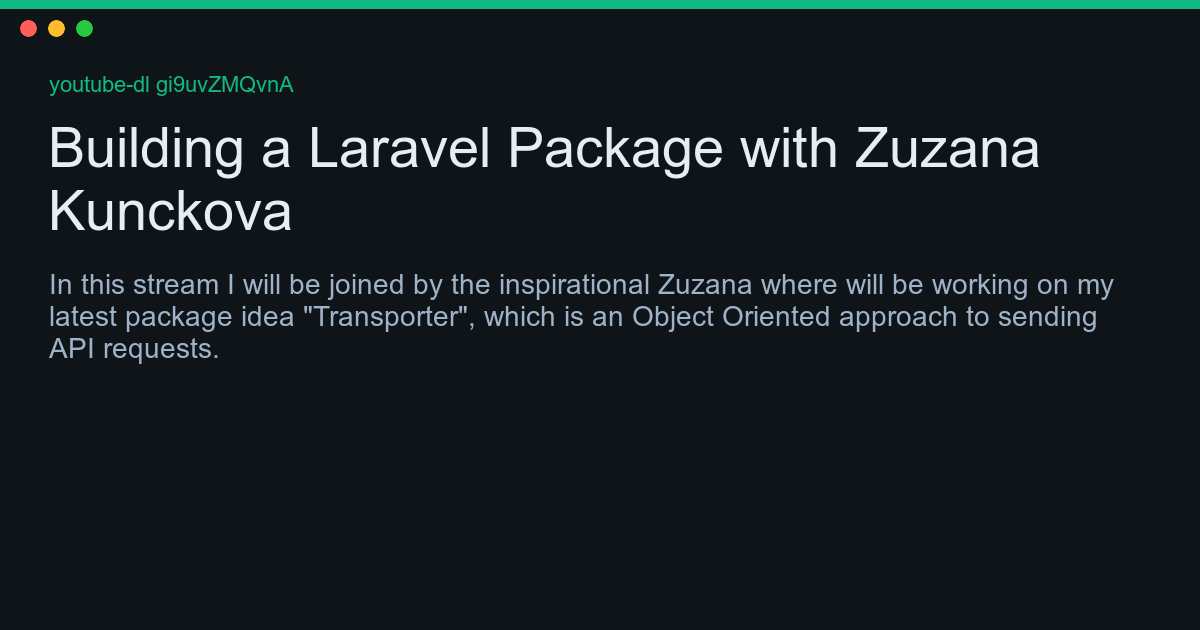 youtube-dl gi9uvZMQvnA
Building a Laravel Package with Zuzana
Kunckova
In this stream I will be joined by the inspirational Zuzana where will be working on my
latest package idea "Transporter", which is an Object Oriented approach to sending
API requests.